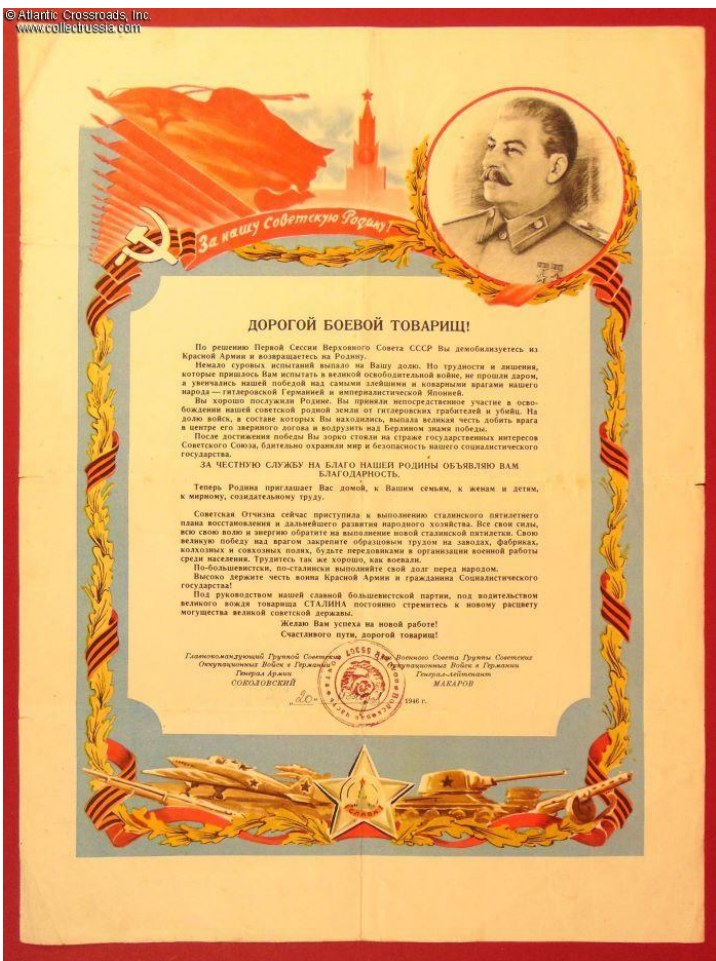 © Atlantic Crossroads, Inc.
www.collectrussia.com
За нашу Советскую Родину!
ДОРОГОЙ БОЕВОЙ ТОВАРИЩ!
По решению Первой Сессии Верховного Совета СССР Вы демобилизуетесь из
Красной Армии и возвращаетесь на Родину.
Немало суровых испытаний выпало на Вашу долю. Но трудности и лишения,
которые пришлось Вам испытать в великой освободительной войне, не прошли даром,
а увенчались нашей победой над самыми злейшими и коварными врагами нашего
народа — гитлеровской Германией и империалистической Японией.
Вы хорошо послужили Родине. Вы приняли непосредственное участие в осво-
бождении нашей советской родной земли от гитлеровских грабителей и убийц. На
долю войск, в составе которых Вы находились, выпала великая честь добить врага
в центре его звериного логова и водрузить над Берлином знамя победы.
После достижения победы Вы зорко стояли на страже государственных интересов
Советского Союза, бдительно охраняли мир и безопасность нашего социалистического
государства.
ЗА ЧЕСТНУЮ СЛУЖБУ НА БЛАГО НАШЕЙ РОДИНЫ ОБЪЯВЛЯЮ ВАМ
БЛАГОДАРНОСТЬ.
Теперь Родина приглашает Вас домой, к Вашим семьям, к женам и детям,
к мирному, созидательному труду.
Советская Отчизна сейчас приступила к выполнению сталинского пятилетнего
плана восстановления и дальнейшего развития народного хозяйства. Все свои силы,
всю свою волю и энергию обратите на выполнение новой сталинской пятилетки. Свою
великую победу над врагом закрепите образцовым трудом на заводах, фабриках,
колхозных и совхозных полях, будьте передовиками в организации военной работы
среди населения. Трудитесь так же хорошо, как воевали.
По-большевистски, по-сталински выполняйте свой долг перед народом.
Высоко держите честь воина Красной Армии и гражданина Социалистического
государства!
Под руководством нашей славной большевистской партии, под водительством
великого вождя товарища СТАЛИНА постоянно стремитесь к новому расцвету
могущества великой советской державы.
Желаю Вам успеха на новой работе!
Счастливого пути, дорогой товарищ!
Главнокомандующий Группой Советских
Оккупационных Войск в Германии
Генерал Армии
СОКОЛОВСКИЙ
Военного Совета Группы Советских
Оккупационных Войск в Германии
Генерал-лейтенант
МАКАРОВ
Полевая часть
„20“ 1946 г.
СЛАВА